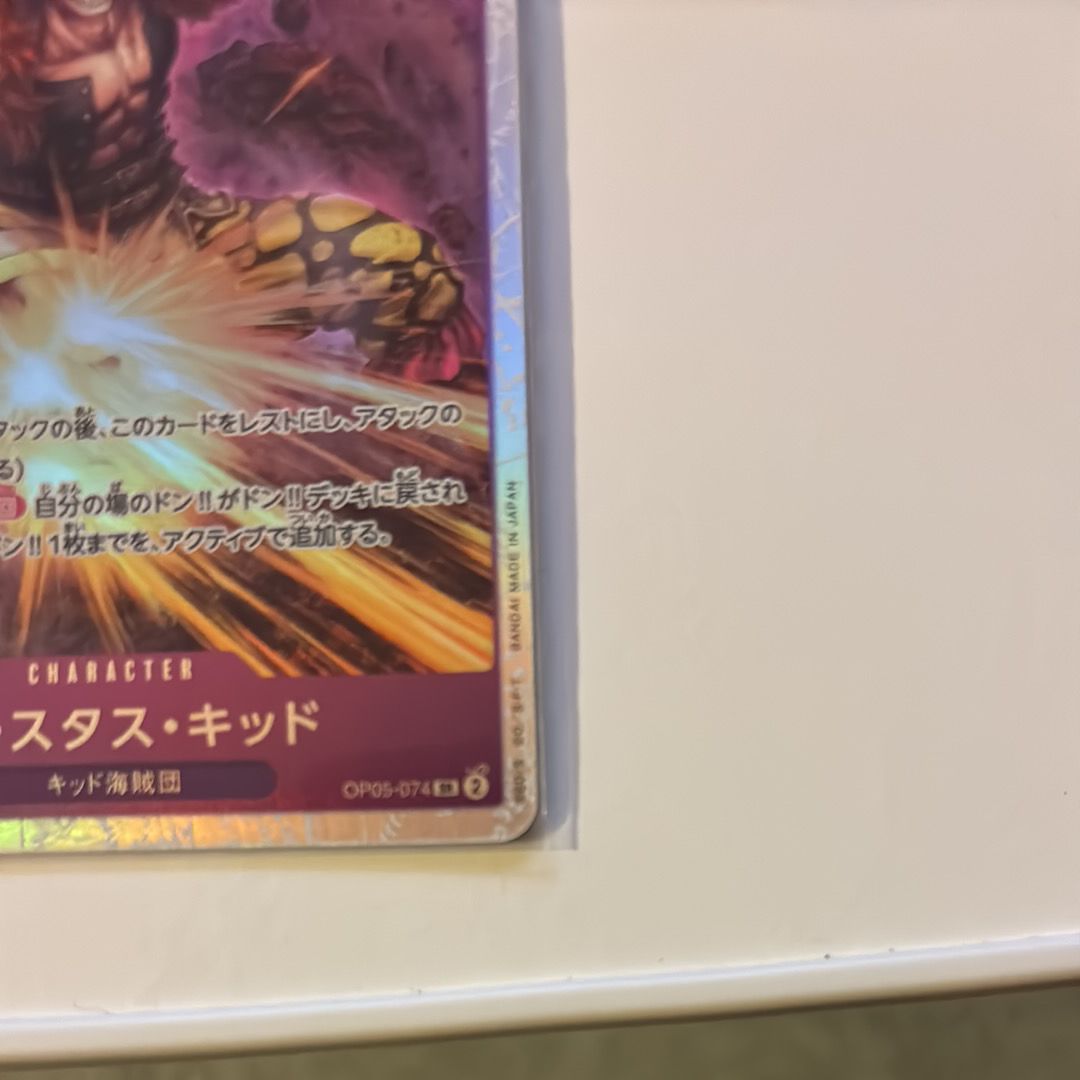 タックの後、このカードをレストにし、アタックの
る)
自分の場のドン!!がドン!!デッキに戻され
ドン!!1枚までを、アクティブで追加する。
CHARACTER
スタス・キッド
キッド海賊団
OP05-074 SR 2
BANDAI MADE IN JAPAN